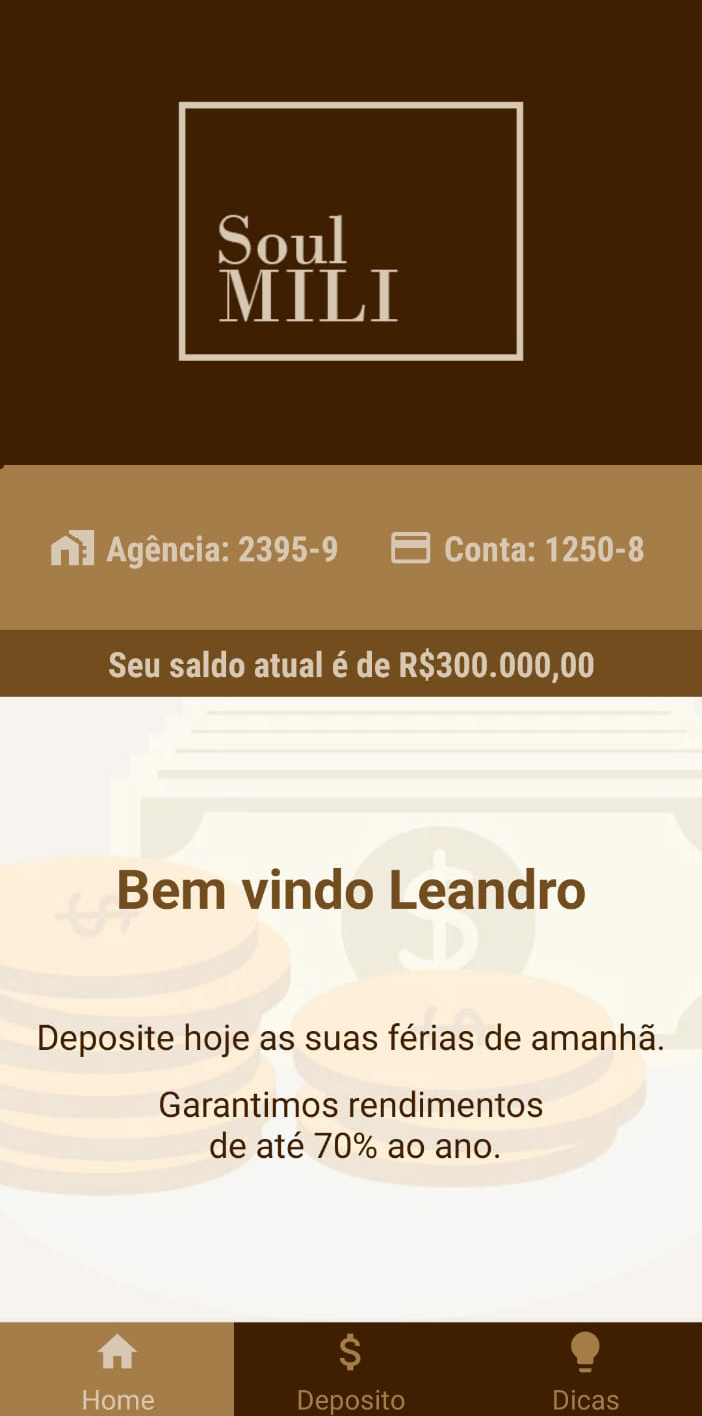 Soul
MILI
Agência: 2395-9 Conta: 1250-8
Seu saldo atual é de R$300.000,00
Bem vindo Leandro
Deposite hoje as suas férias de amanhã.
Garantimos rendimentos
de até 70% ao ano.
Home Deposito Dicas